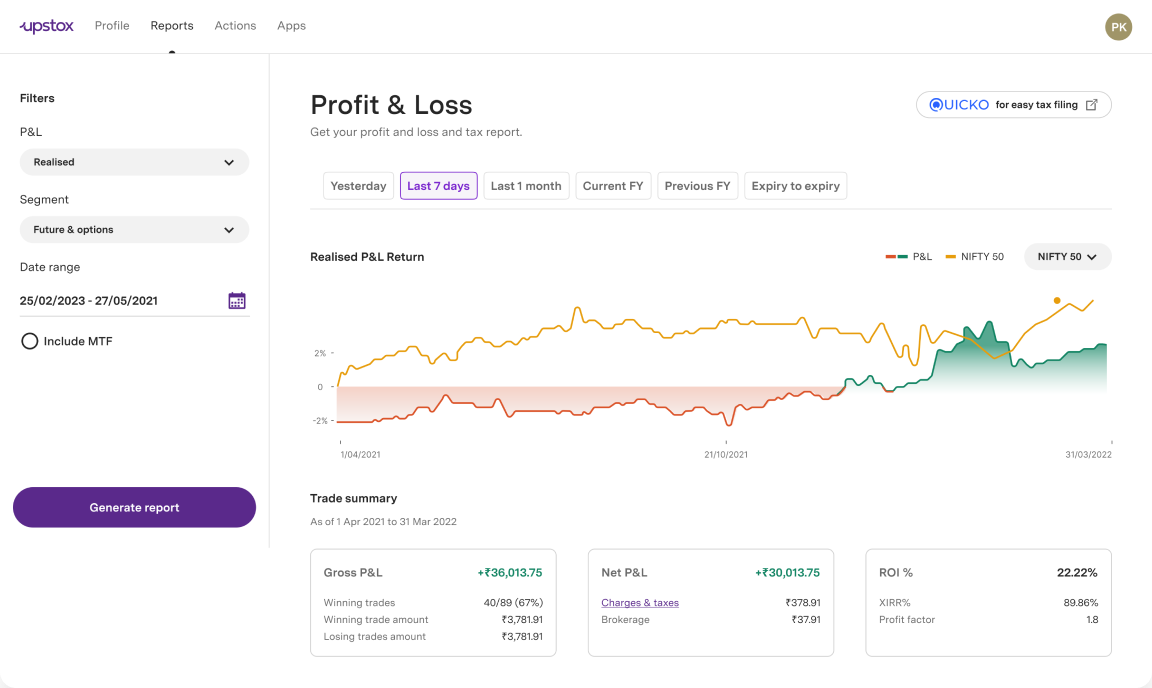 upstox Profile Reports Actions Apps PK
Filters
P&L
Realised
Segment
Future & options
Date range
25/02/2023 - 27/05/2021
Include MTF
Generate report
Profit & Loss
Get your profit and loss and tax report.
QUICKO for easy tax filing
Yesterday Last 7 days Last 1 month Current FY Previous FY Expiry to expiry
Realised P&L Return
P&L NIFTY 50 NIFTY 50
2%
0
-2%
1/04/2021 21/10/2021 31/03/2022
Trade summary
As of 1 Apr 2021 to 31 Mar 2022
Gross P&L +₹36,013.75
Winning trades 40/89 (67%)
Winning trade amount ₹3,781.91
Losing trades amount ₹3,781.91
Net P&L +₹30,013.75
Charges & taxes ₹378.91
Brokerage ₹37.91
ROI % 22.22%
XIRR% 89.86%
Profit factor 1.8